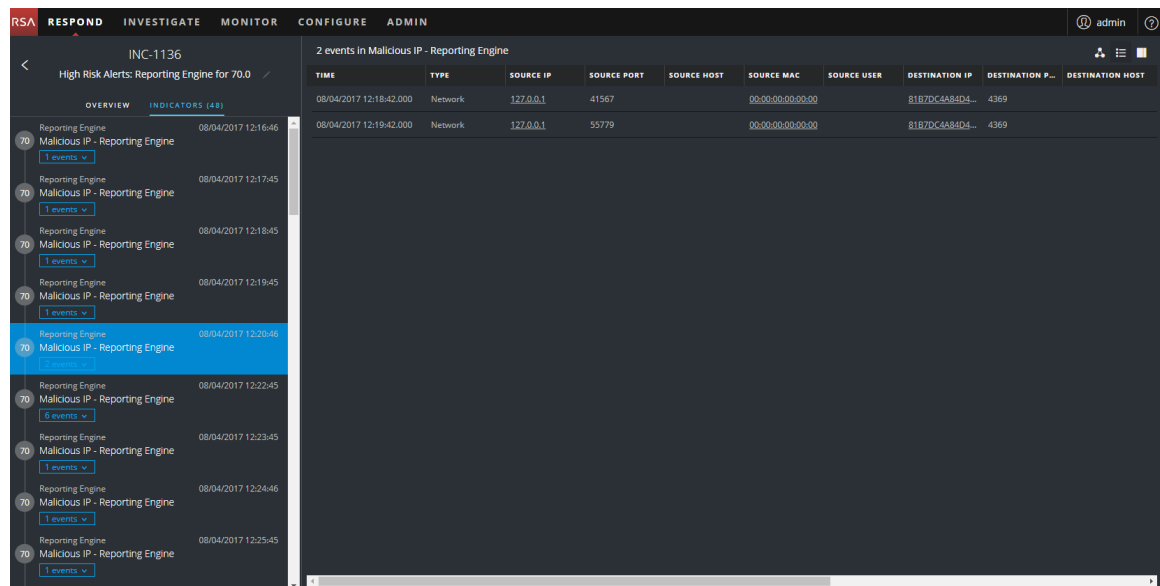 RSA RESPOND INVESTIGATE MONITOR CONFIGURE ADMIN admin ?
INC-1136
High Risk Alerts: Reporting Engine for 70.0
OVERVIEW INDICATORS (48)
Reporting Engine 08/04/2017 12:16:46
70 Malicious IP - Reporting Engine
1 events
Reporting Engine 08/04/2017 12:17:45
70 Malicious IP - Reporting Engine
1 events
Reporting Engine 08/04/2017 12:18:45
70 Malicious IP - Reporting Engine
1 events
Reporting Engine 08/04/2017 12:19:45
70 Malicious IP - Reporting Engine
1 events
Reporting Engine 08/04/2017 12:20:46
70 Malicious IP - Reporting Engine
2 events
Reporting Engine 08/04/2017 12:22:45
70 Malicious IP - Reporting Engine
6 events
Reporting Engine 08/04/2017 12:23:45
70 Malicious IP - Reporting Engine
1 events
Reporting Engine 08/04/2017 12:24:46
70 Malicious IP - Reporting Engine
1 events
Reporting Engine 08/04/2017 12:25:45
70 Malicious IP - Reporting Engine
1 events
2 events in Malicious IP - Reporting Engine
TIME TYPE SOURCE IP SOURCE PORT SOURCE HOST SOURCE MAC SOURCE USER DESTINATION IP DESTINATION P... DESTINATION HOST
08/04/2017 12:18:42.000 Network 127.0.0.1 41567 00:00:00:00:00:00 81B7DC4A84D4... 4369
08/04/2017 12:19:42.000 Network 127.0.0.1 55779 00:00:00:00:00:00 81B7DC4A84D4... 4369